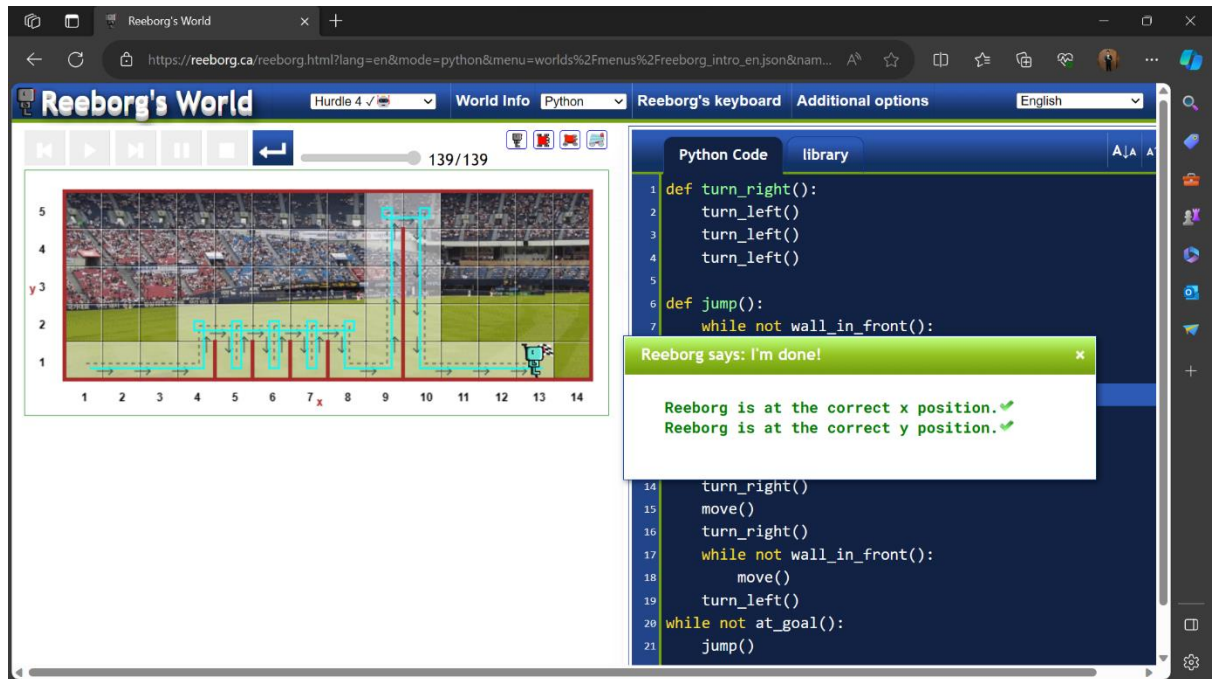 Reeborg's World
https://reeborg.ca/reeborg.html?lang=en&mode=python&menu=worlds%2Fmenus%2Freeborg_intro_en.json&nam...
Reeborg's World
Hurdle 4 ✓
World Info
Python
Reeborg's keyboard
Additional options
English
139/139
Python Code
library
A↓A
5
4
y 3
2
1
1 2 3 4 5 6 7 x 8 9 10 11 12 13 14
1 def turn_right():
2 turn_left()
3 turn_left()
4 turn_left()
5
6 def jump():
7 while not wall_in_front():
Reeborg says: I'm done! ×
Reeborg is at the correct x position.✔
Reeborg is at the correct y position.✔
14 turn_right()
15 move()
16 turn_right()
17 while not wall_in_front():
18 move()
19 turn_left()
20 while not at_goal():
21 jump()